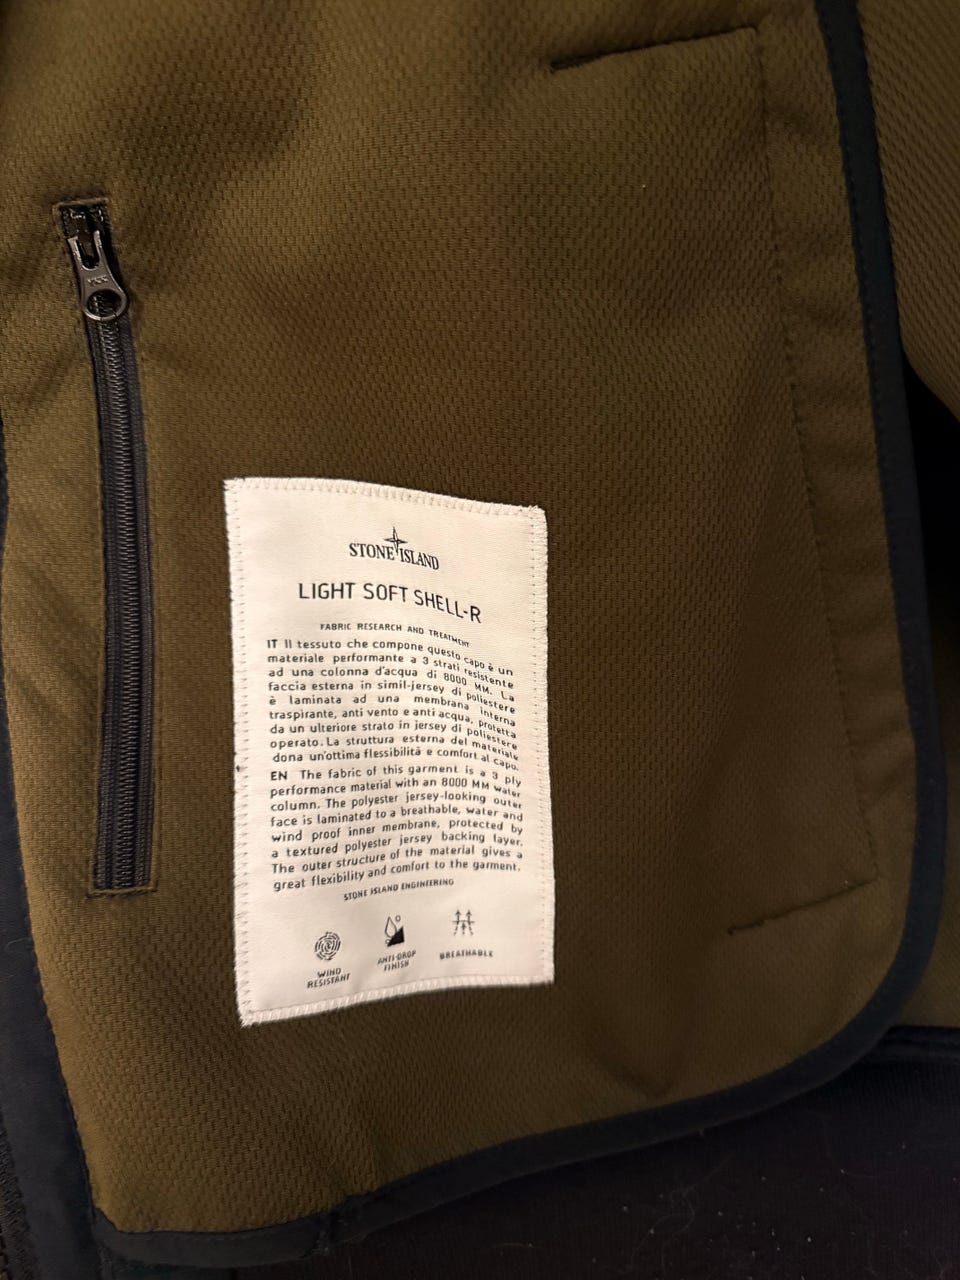 YCC
STONE ISLAND
LIGHT SOFT SHELL-R
FABRIC RESEARCH AND TREATMENT
IT Il tessuto che compone questo capo è un
materiale performante a 3 strati resistente
ad una colonna d'acqua di 8000 MM. La
faccia esterna in simil-jersey di poliestere
è laminata ad una membrana interna
traspirante, anti vento e anti acqua, protetta
da un ulteriore strato in jersey di poliestere
operato. La struttura esterna del materiale
dona un'ottima flessibilità e comfort al capo.
EN The fabric of this garment is a 3 ply
performance material with an 8000 MM water
column. The polyester jersey-looking outer
face is laminated to a breathable, water and
wind proof inner membrane, protected by
a textured polyester jersey backing layer.
The outer structure of the material gives a
great flexibility and comfort to the garment.
STONE ISLAND ENGINEERING
WIND
RESISTANT
ANTI-DROP
FINISH
BREATHABLE